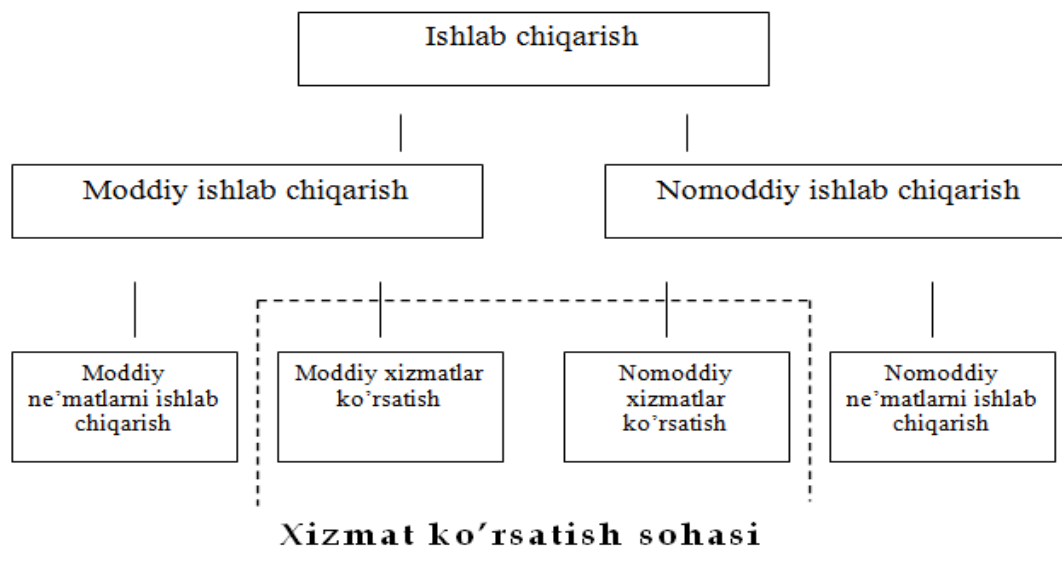 Ishlab chiqarish
Moddiy ishlab chiqarish
Nomoddiy ishlab chiqarish
Moddiy
ne’matlarni ishlab
chiqarish
Moddiy xizmatlar
ko’rsatish
Nomoddiy
xizmatlar
ko’rsatish
Nomoddiy
ne’matlarni ishlab
chiqarish
Xizmat ko’rsatish sohasi